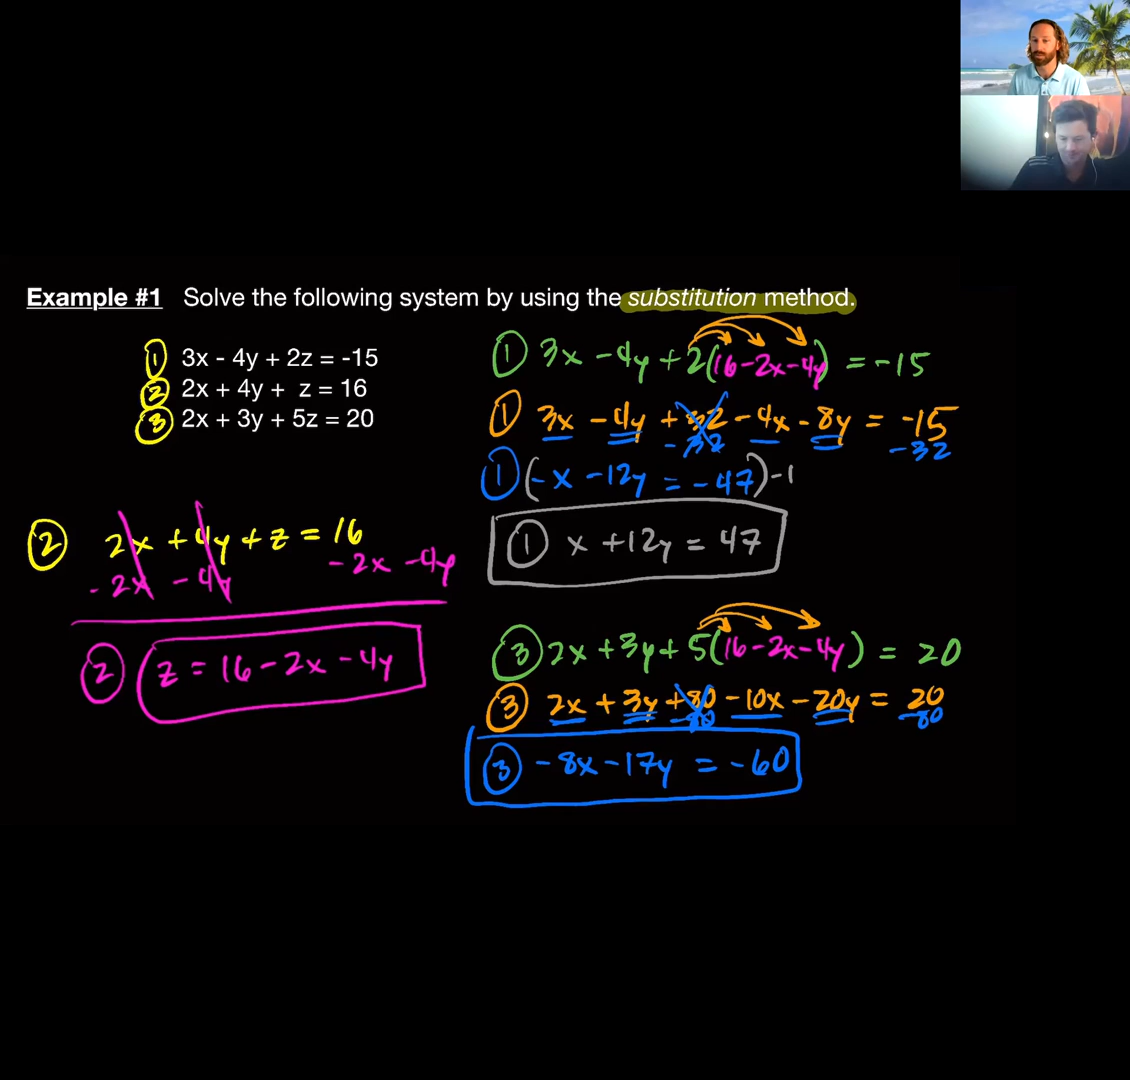 Example #1 Solve the following system by using the substitution method.
① 3x - 4y + 2z = -15
② 2x + 4y + z = 16
③ 2x + 3y + 5z = 20
② 2x + 4y + z = 16
- 2x - 4y - 2x - 4y
② z = 16 - 2x - 4y
① 3x - 4y + 2(16 - 2x - 4y) = -15
① 3x - 4y + 32 - 4x - 8y = -15
- 32 - 32
① (-x - 12y = -47) -1
① x + 12y = 47
③ 2x + 3y + 5(16 - 2x - 4y) = 20
③ 2x + 3y + 80 - 10x - 20y = 20
- 80 - 80
③ - 8x - 17y = -60